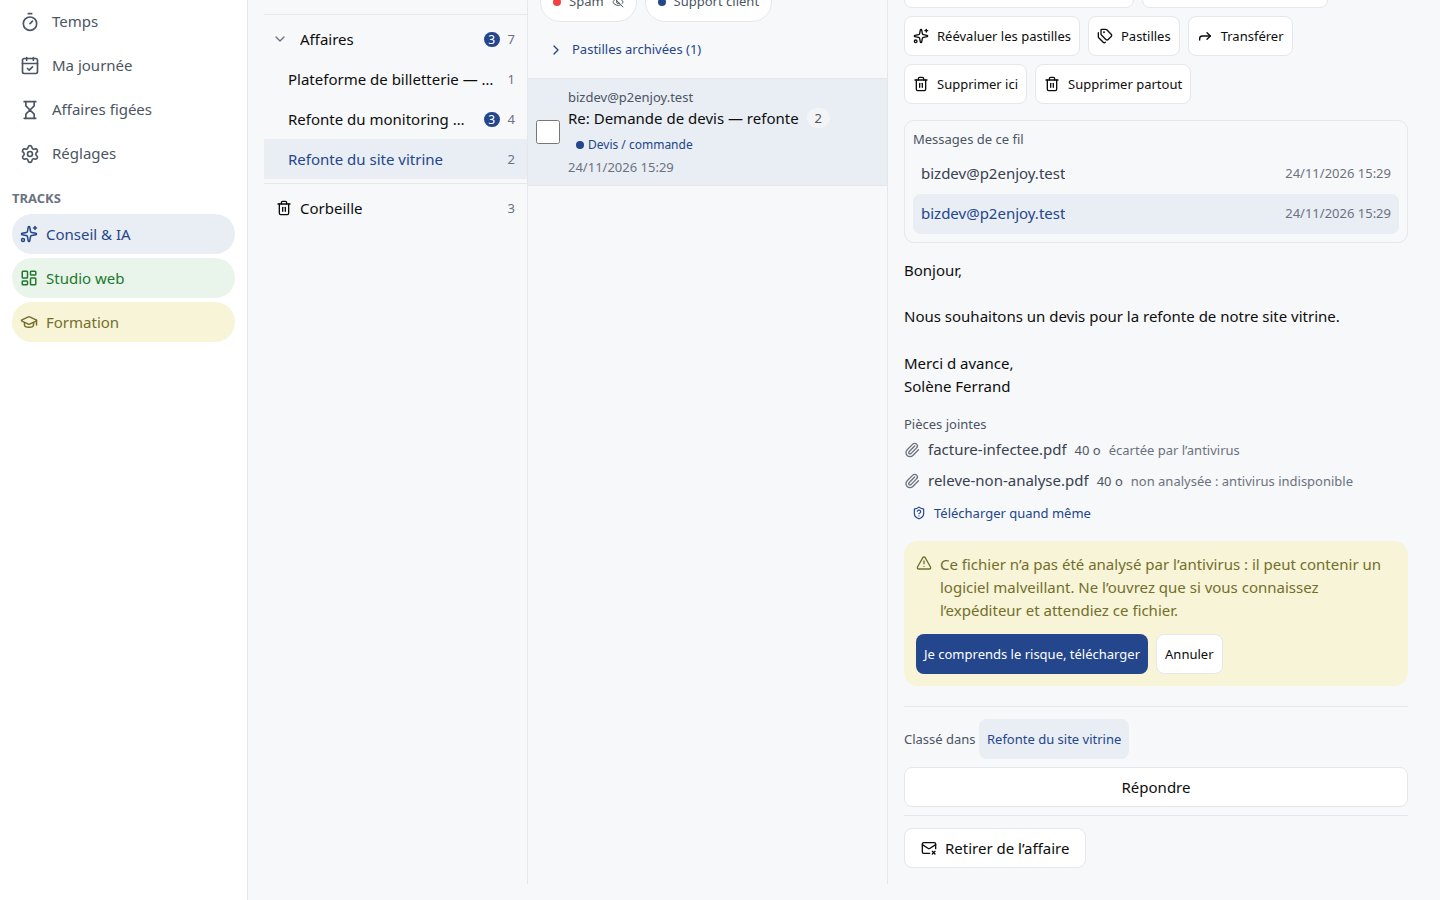 Temps
Ma journée
Affaires figées
Réglages
TRACKS
Conseil & IA
Studio web
Formation
Affaires 3 7
Plateforme de billetterie — ... 1
Refonte du monitoring ... 3 4
Refonte du site vitrine 2
Corbeille 3
Spam
Support client
Pastilles archivées (1)
bizdev@p2enjoy.test
Re: Demande de devis — refonte 2
Devis / commande
24/11/2026 15:29
Réévaluer les pastilles
Pastilles
Transférer
Supprimer ici
Supprimer partout
Messages de ce fil
bizdev@p2enjoy.test 24/11/2026 15:29
bizdev@p2enjoy.test 24/11/2026 15:29
Bonjour,
Nous souhaitons un devis pour la refonte de notre site vitrine.
Merci d avance,
Solène Ferrand
Pièces jointes
facture-infectee.pdf 40 o écartée par l’antivirus
releve-non-analyse.pdf 40 o non analysée : antivirus indisponible
Télécharger quand même
Ce fichier n’a pas été analysé par l’antivirus : il peut contenir un
logiciel malveillant. Ne l’ouvrez que si vous connaissez
l’expéditeur et attendiez ce fichier.
Je comprends le risque, télécharger
Annuler
Classé dans Refonte du site vitrine
Répondre
Retirer de l’affaire